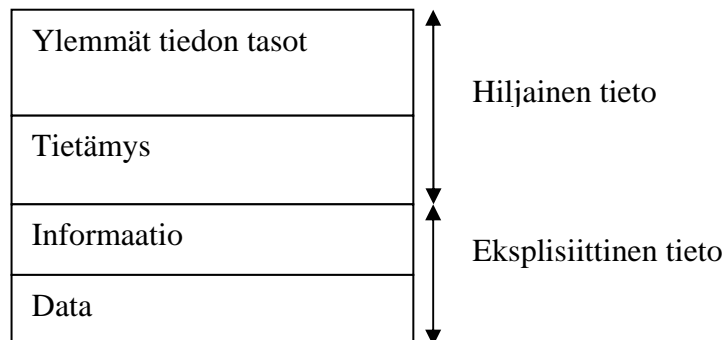 Ylemmät tiedon tasot
Hiljainen tieto
Tietämys
Informaatio
Eksplisiittinen tieto
Data